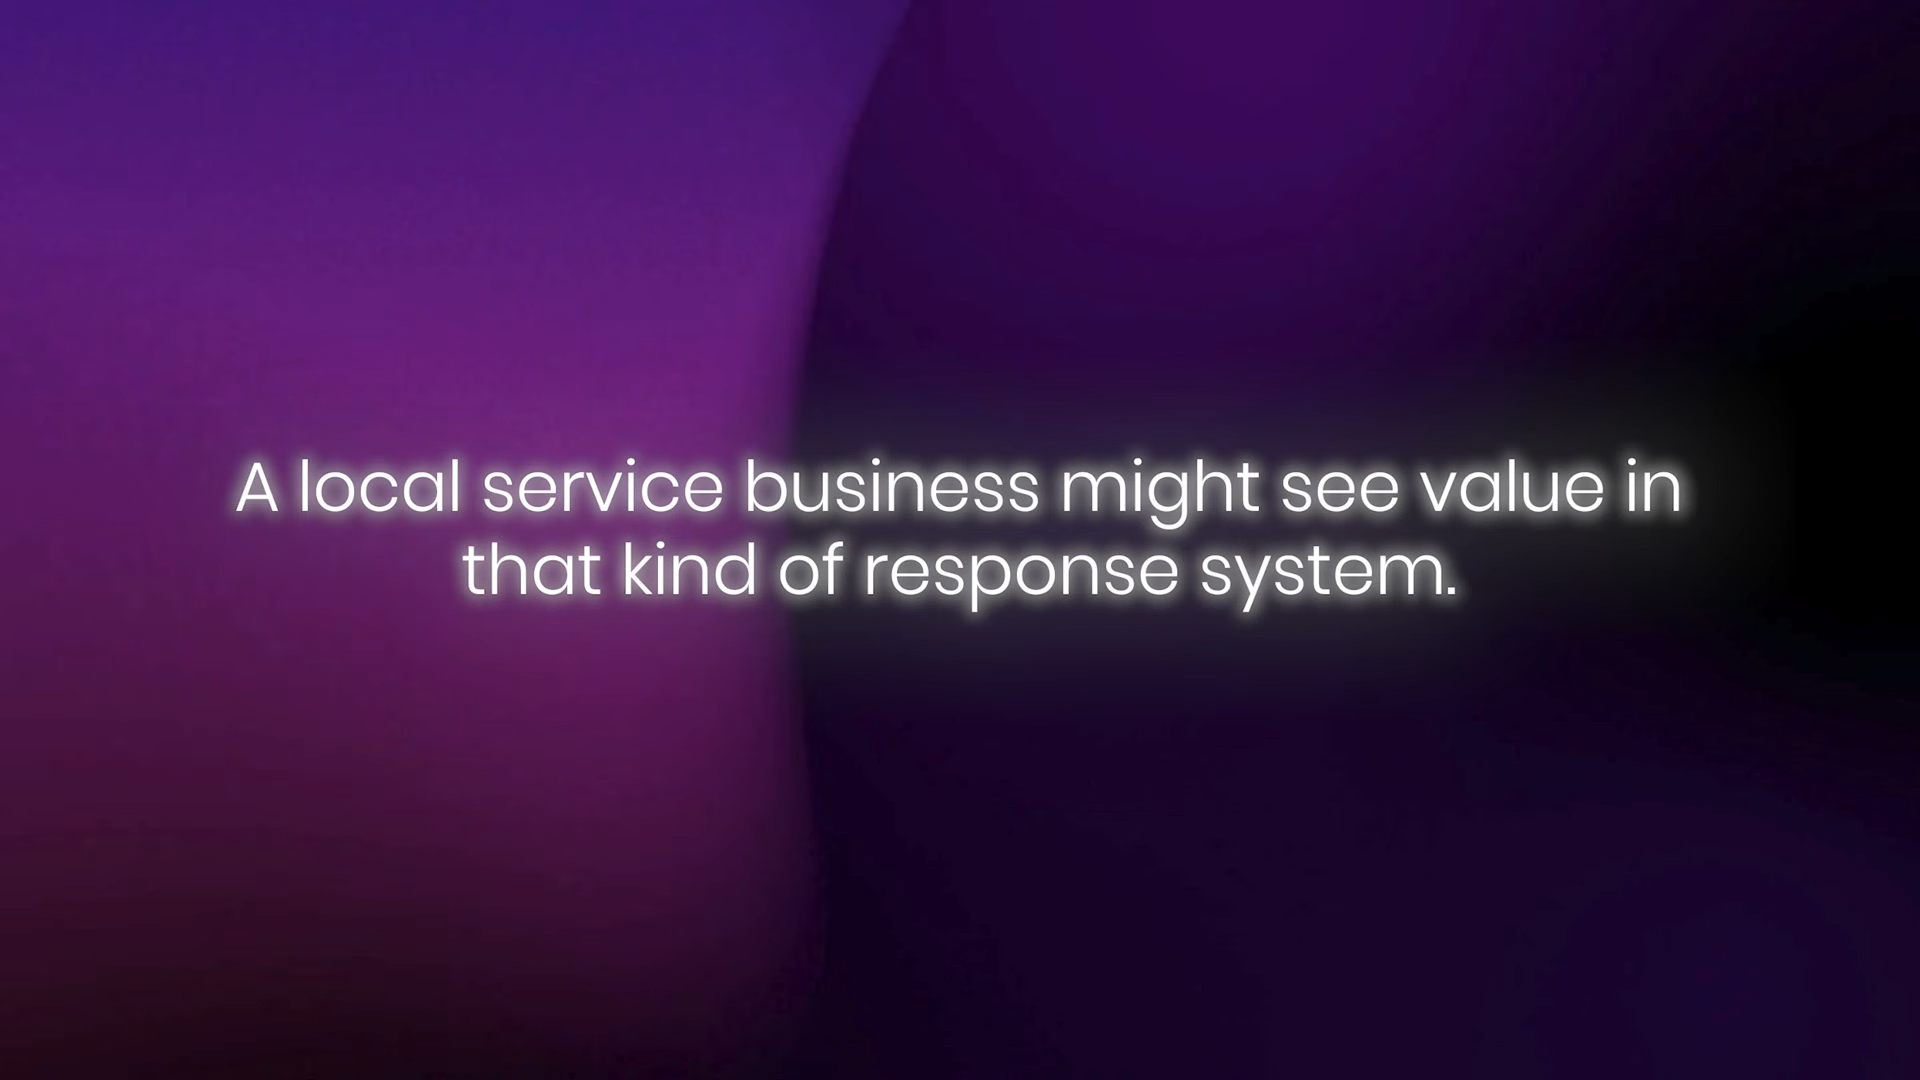 A local service business might see value in
that kind of response system.